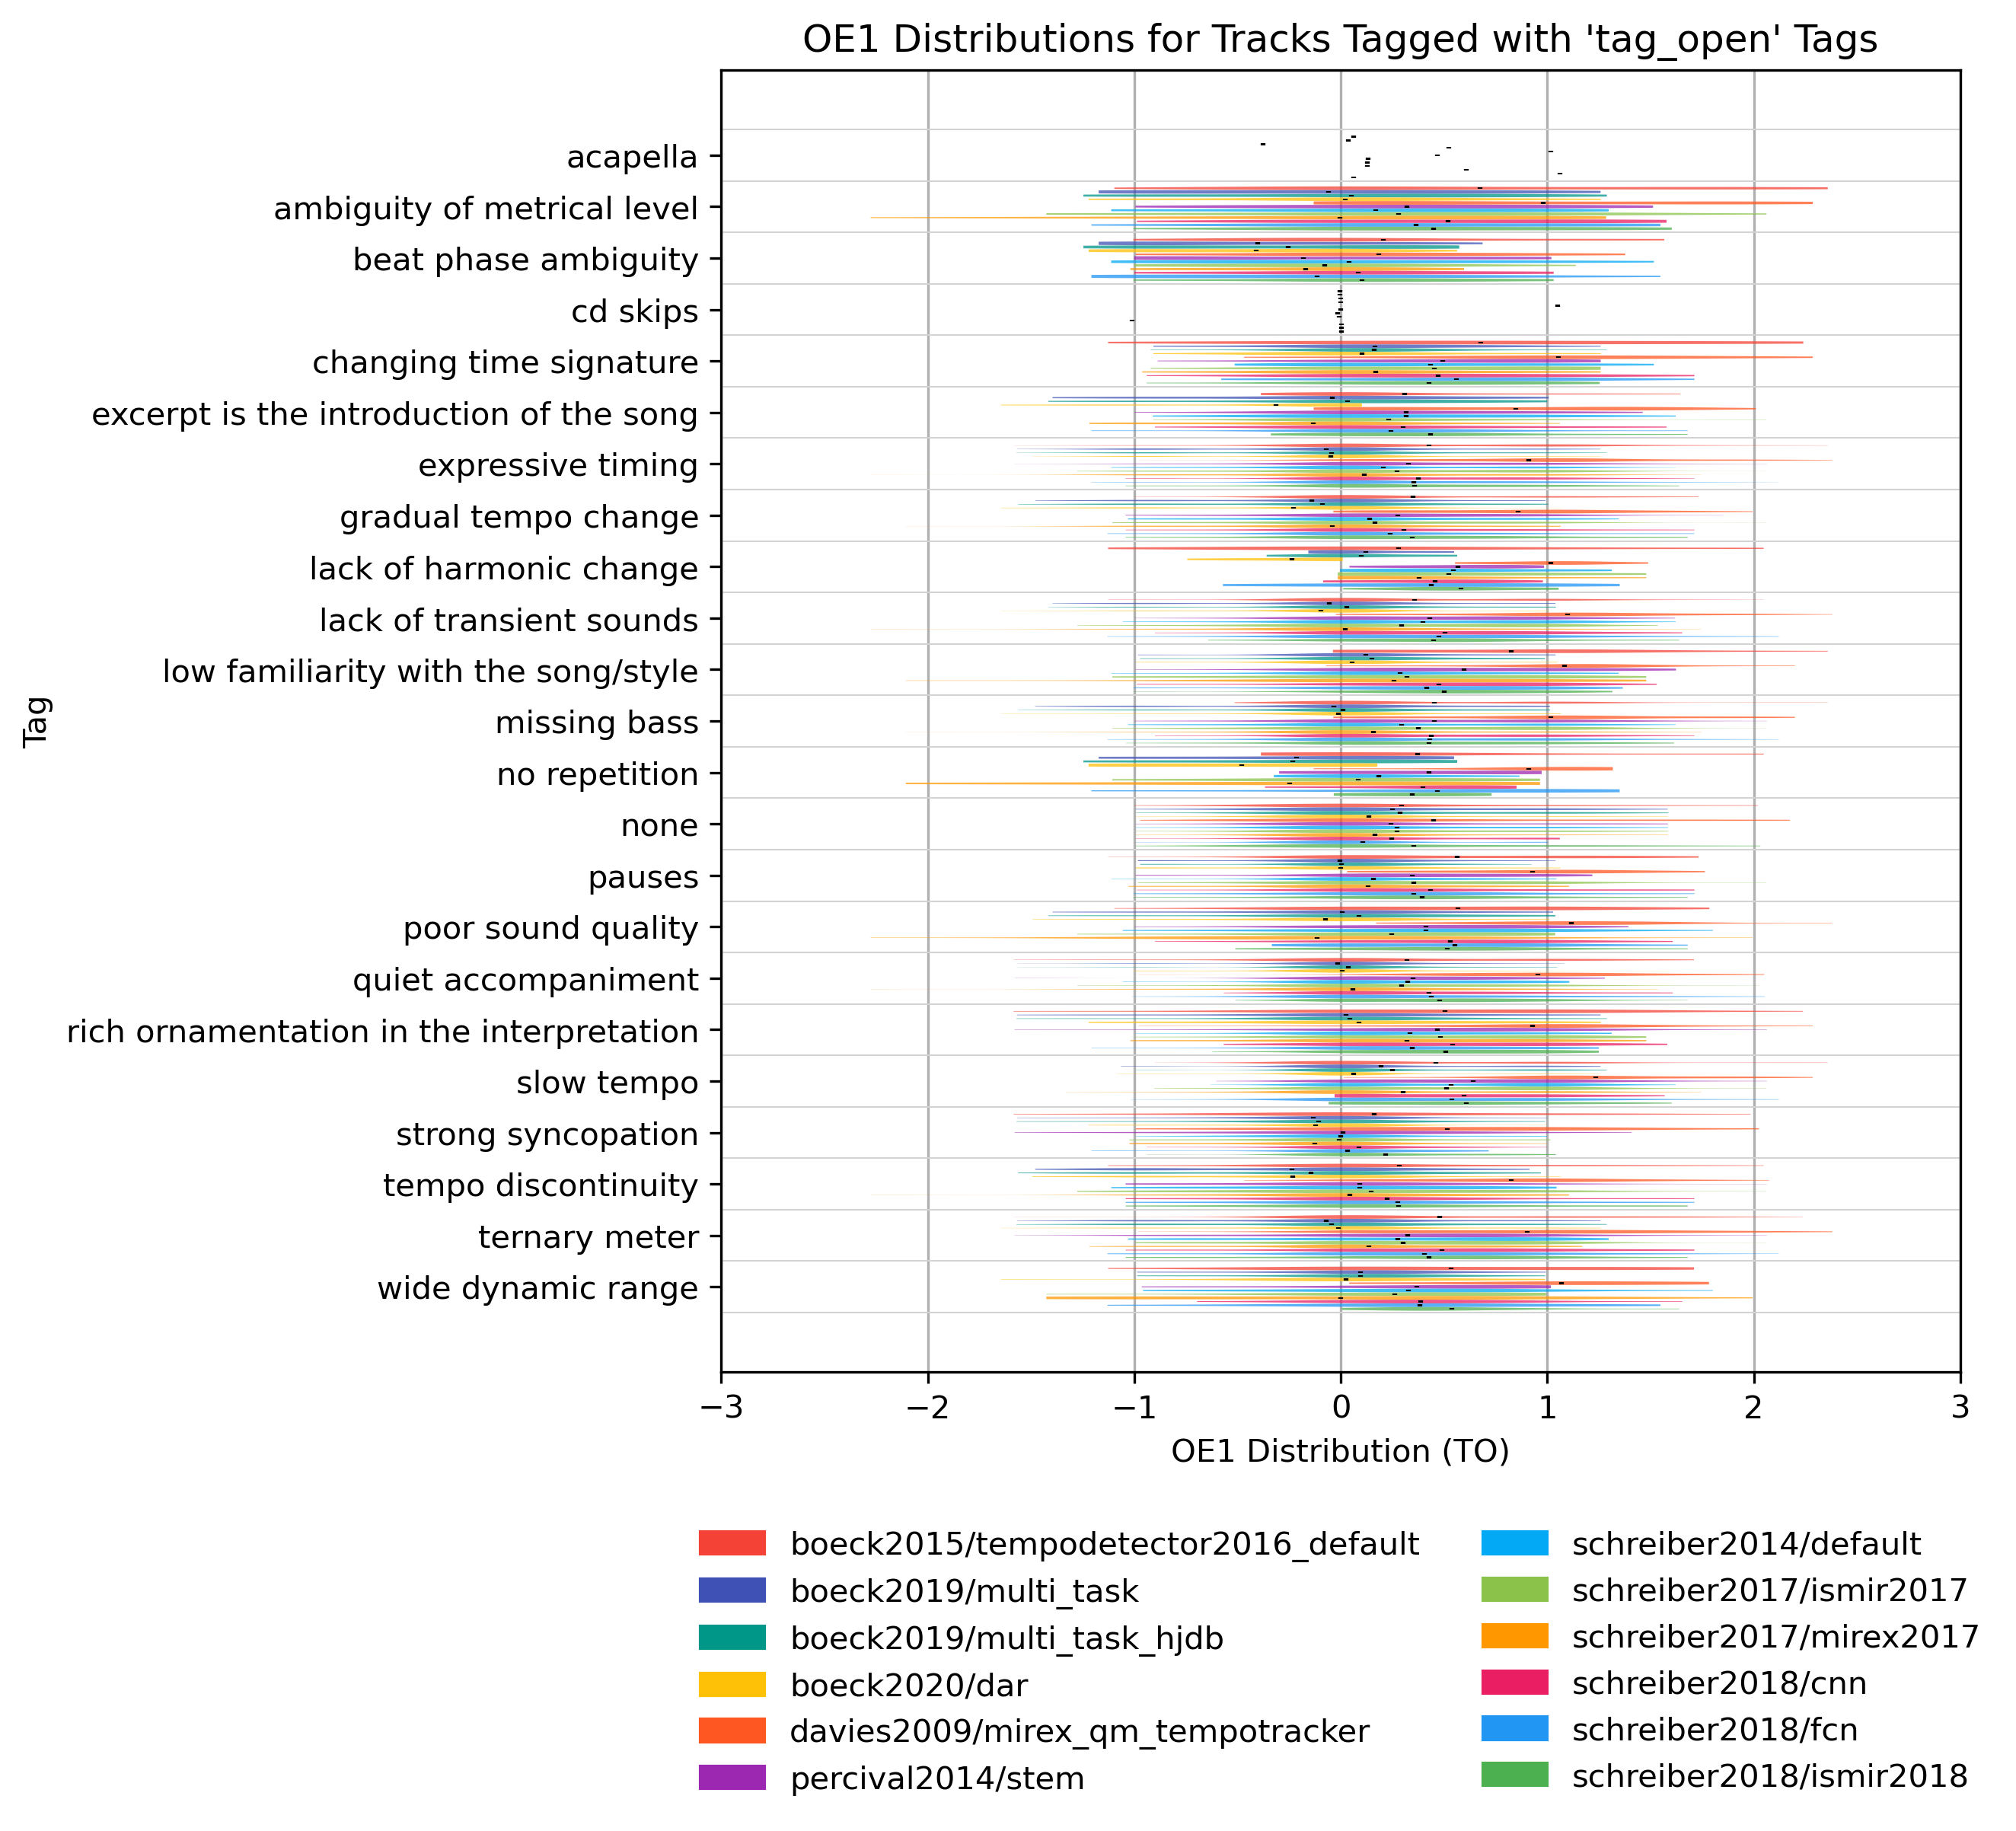 OE1 Distributions for Tracks Tagged with 'tag_open' Tags
Tag
acapella
ambiguity of metrical level
beat phase ambiguity
cd skips
changing time signature
excerpt is the introduction of the song
expressive timing
gradual tempo change
lack of harmonic change
lack of transient sounds
low familiarity with the song/style
missing bass
no repetition
none
pauses
poor sound quality
quiet accompaniment
rich ornamentation in the interpretation
slow tempo
strong syncopation
tempo discontinuity
ternary meter
wide dynamic range
−3 −2 −1 0 1 2 3
OE1 Distribution (TO)
boeck2015/tempodetector2016_default
boeck2019/multi_task
boeck2019/multi_task_hjdb
boeck2020/dar
davies2009/mirex_qm_tempotracker
percival2014/stem
schreiber2014/default
schreiber2017/ismir2017
schreiber2017/mirex2017
schreiber2018/cnn
schreiber2018/fcn
schreiber2018/ismir2018